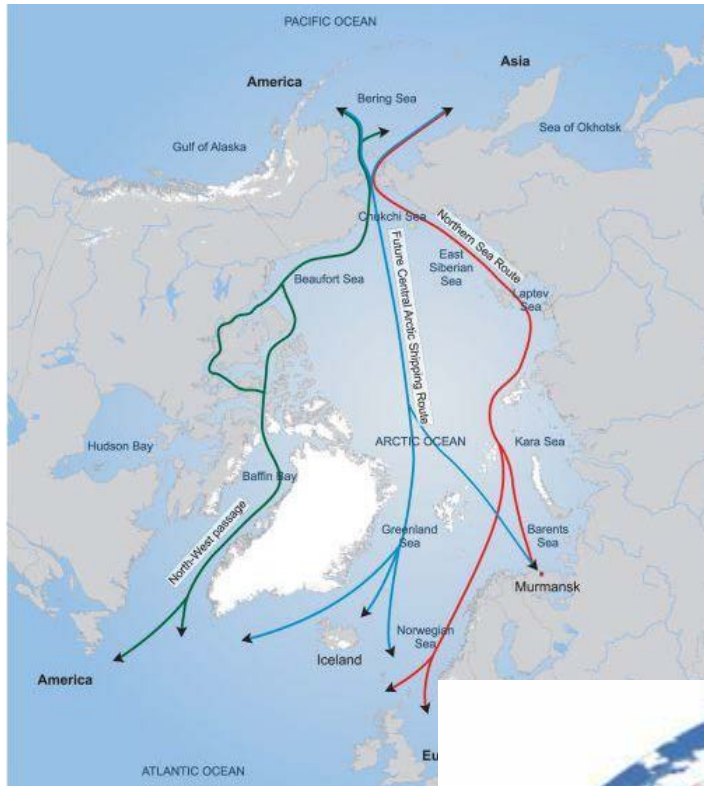 PACIFIC OCEAN
Asia
America
Bering Sea
Sea of Okhotsk
Gulf of Alaska
Chukchi Sea
Northern Sea Route
East
Siberian
Sea
Future Central Arctic Shipping Route
Beaufort Sea
Laptev
Sea
Hudson Bay
ARCTIC OCEAN
Kara Sea
Baffin Bay
North-West passage
Greenland
Sea
Barents
Sea
Murmansk
Norwegian
Sea
Iceland
America
ATLANTIC OCEAN